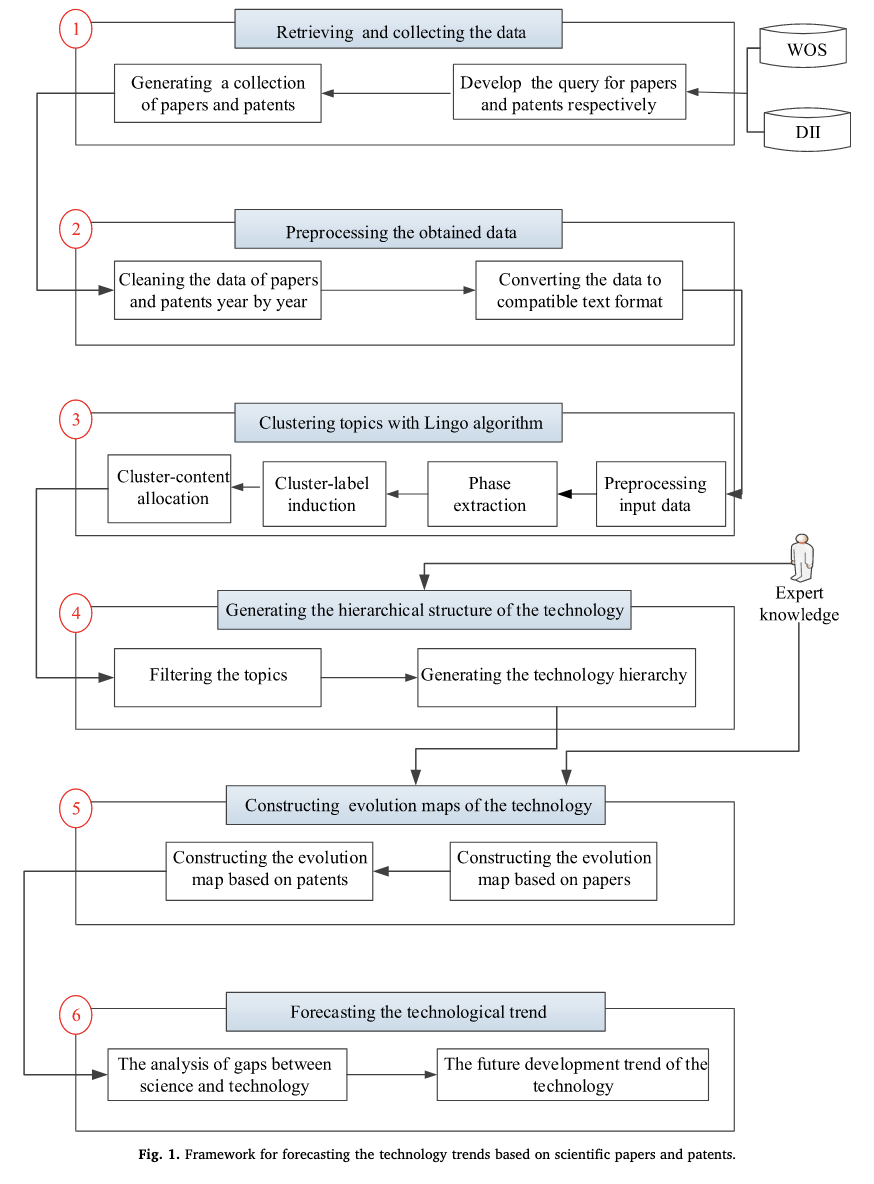 1
Retrieving and collecting the data
WOS
Generating a collection
of papers and patents
Develop the query for papers
and patents respectively
DII
2
Preprocessing the obtained data
Cleaning the data of papers
and patents year by year
Converting the data to
compatible text format
3
Clustering topics with Lingo algorithm
Cluster-content
allocation
Cluster-label
induction
Phase
extraction
Preprocessing
input data
Expert
knowledge
4
Generating the hierarchical structure of the technology
Filtering the topics
Generating the technology hierarchy
5
Constructing evolution maps of the technology
Constructing the evolution
map based on patents
Constructing the evolution
map based on papers
6
Forecasting the technological trend
The analysis of gaps between
science and technology
The future development trend of the
technology
Fig. 1. Framework for forecasting the technology trends based on scientific papers and patents.